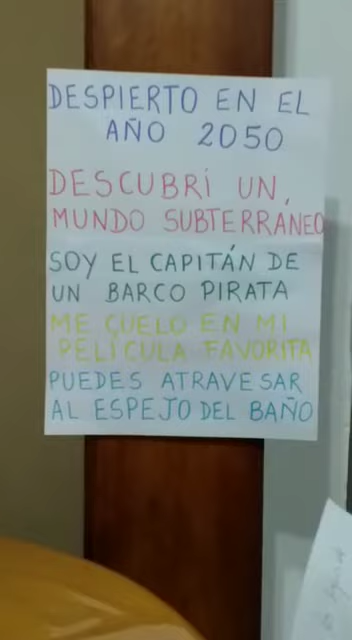 DESPIERTO EN EL
AÑO 2050
DESCUBRÍ UN
MUNDO SUBTERRÁNEO
SOY EL CAPITÁN DE
UN BARCO PIRATA
ME CUELO EN MI
PELÍCULA FAVORITA
PUEDES ATRAVESAR
AL ESPEJO DEL BAÑO